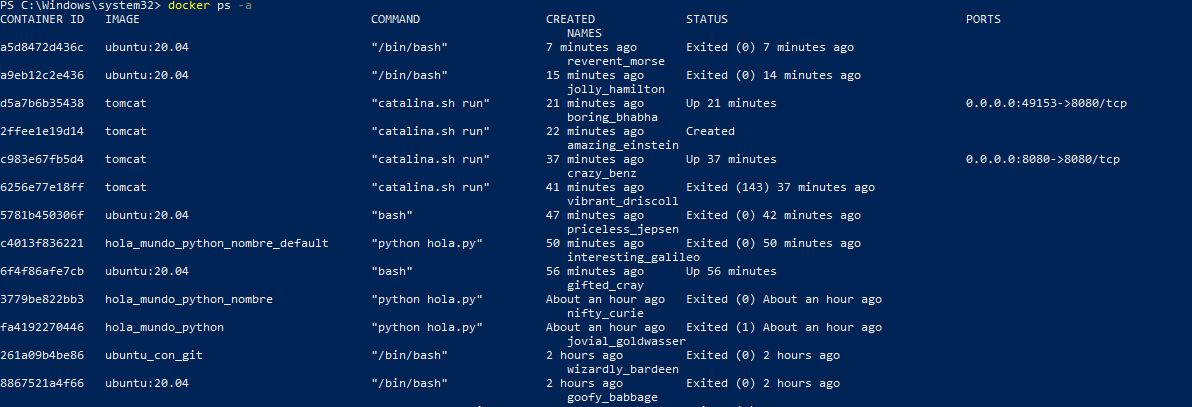 PS C:\Windows\system32> docker ps -a
CONTAINER ID IMAGE COMMAND CREATED STATUS PORTS
NAMES
a5d8472d436c ubuntu:20.04 "/bin/bash" 7 minutes ago Exited (0) 7 minutes ago
reverent_morse
a9eb12c2e436 ubuntu:20.04 "/bin/bash" 15 minutes ago Exited (0) 14 minutes ago
jolly_hamilton
d5a7b6b35438 tomcat "catalina.sh run" 21 minutes ago Up 21 minutes 0.0.0.0:49153->8080/tcp
boring_bhabha
2ffee1e19d14 tomcat "catalina.sh run" 22 minutes ago Created
amazing_einstein
c983e67fb5d4 tomcat "catalina.sh run" 37 minutes ago Up 37 minutes 0.0.0.0:8080->8080/tcp
crazy_benz
6256e77e18ff tomcat "catalina.sh run" 41 minutes ago Exited (143) 37 minutes ago
vibrant_driscoll
5781b450306f ubuntu:20.04 "bash" 47 minutes ago Exited (0) 42 minutes ago
priceless_jepsen
c4013f836221 hola_mundo_python_nombre_default "python hola.py" 50 minutes ago Exited (0) 50 minutes ago
interesting_galileo
6f4f86afe7cb ubuntu:20.04 "bash" 56 minutes ago Up 56 minutes
gifted_cray
3779be822bb3 hola_mundo_python_nombre "python hola.py" About an hour ago Exited (0) About an hour ago
nifty_curie
fa4192270446 hola_mundo_python "python hola.py" About an hour ago Exited (1) About an hour ago
jovial_goldwasser
261a09b4be86 ubuntu_con_git "/bin/bash" 2 hours ago Exited (0) 2 hours ago
wizardly_bardeen
8867521a4f66 ubuntu:20.04 "/bin/bash" 2 hours ago Exited (0) 2 hours ago
goofy_babbage